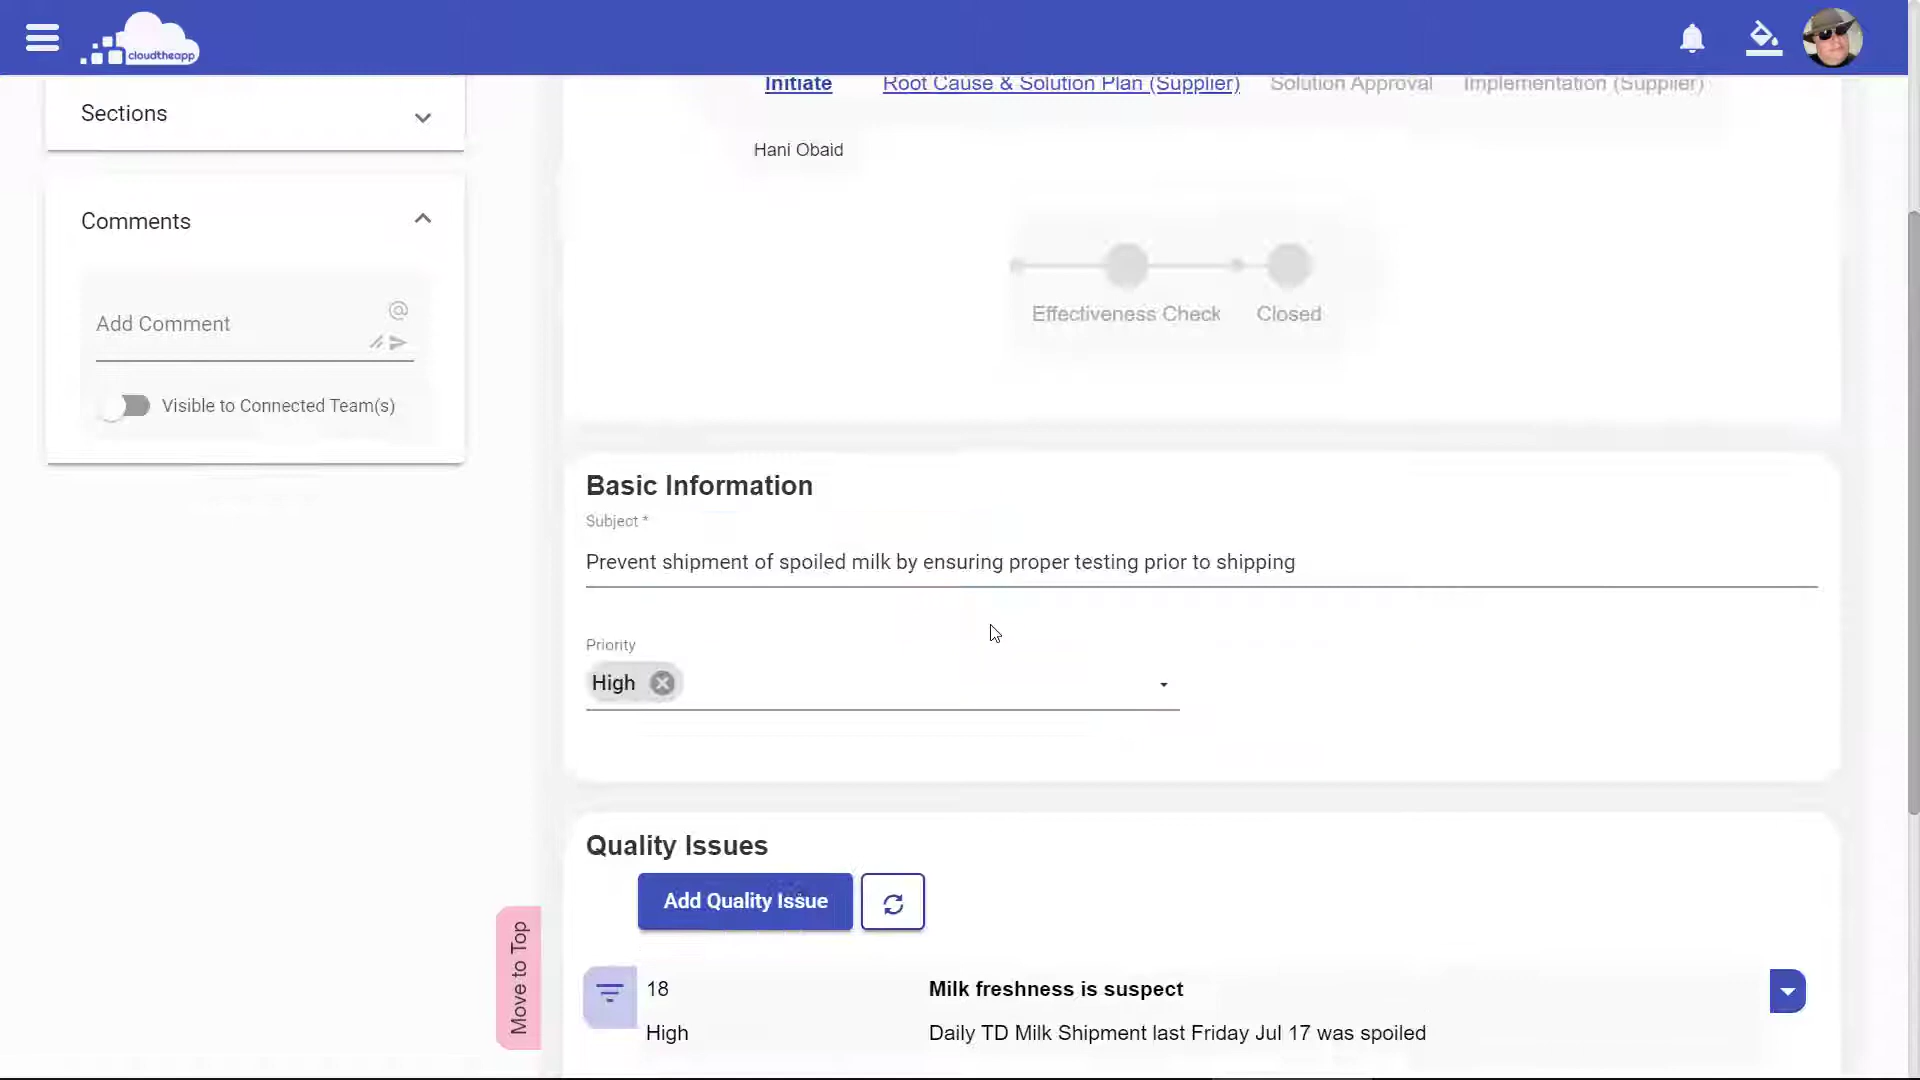 cloudtheapp
Initiate Root Cause & Solution Plan (Supplier) Solution Approval Implementation (Supplier)
Sections
Hani Obaid
Comments
Add Comment @
Effectiveness Check Closed
Visible to Connected Team(s)
Basic Information
Subject *
Prevent shipment of spoiled milk by ensuring proper testing prior to shipping
Priority
High
Quality Issues
Add Quality Issue
Move to Top
18 Milk freshness is suspect
High Daily TD Milk Shipment last Friday Jul 17 was spoiled